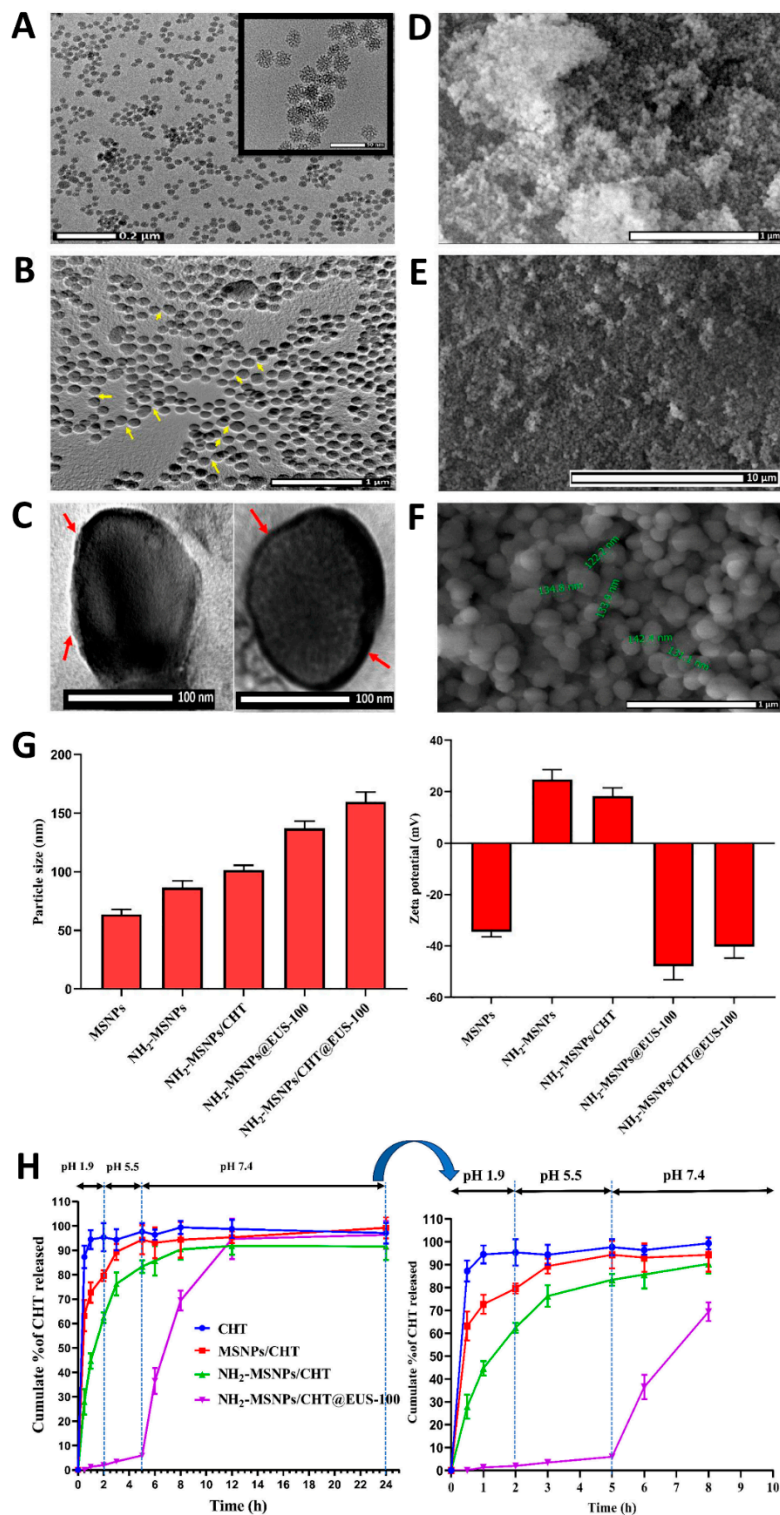 A
0.2 μm
D
1 μm
B
1 μm
E
10 μm
C
100 nm
100 nm
F
122.9 nm
134.8 nm
1 μm
G
Particle size (nm)
200
150
100
50
0
MSNPs
NH2-MSNPs
NH2-MSNPs/CHT
NH2-MSNPs@EUS-100
NH2-MSNPs/CHT@EUS-100
Zeta potential (mV)
40
20
0
-20
-40
-60
MSNPs
NH2-MSNPs
NH2-MSNPs/CHT
NH2-MSNPs@EUS-100
NH2-MSNPs/CHT@EUS-100
H
pH 1.9 pH 5.5 pH 7.4
Cumulate %of CHT released
110
100
90
80
70
60
50
40
30
20
10
0
CHT
MSNPs/CHT
NH2-MSNPs/CHT
NH2-MSNPs/CHT@EUS-100
0 2 4 6 8 10 12 14 16 18 20 22 24
Time (h)
pH 1.9 pH 5.5 pH 7.4
Cumulate %of CHT released
110
100
90
80
70
60
50
40
30
20
10
0
0 1 2 3 4 5 6 7 8 9 10
Time (h)